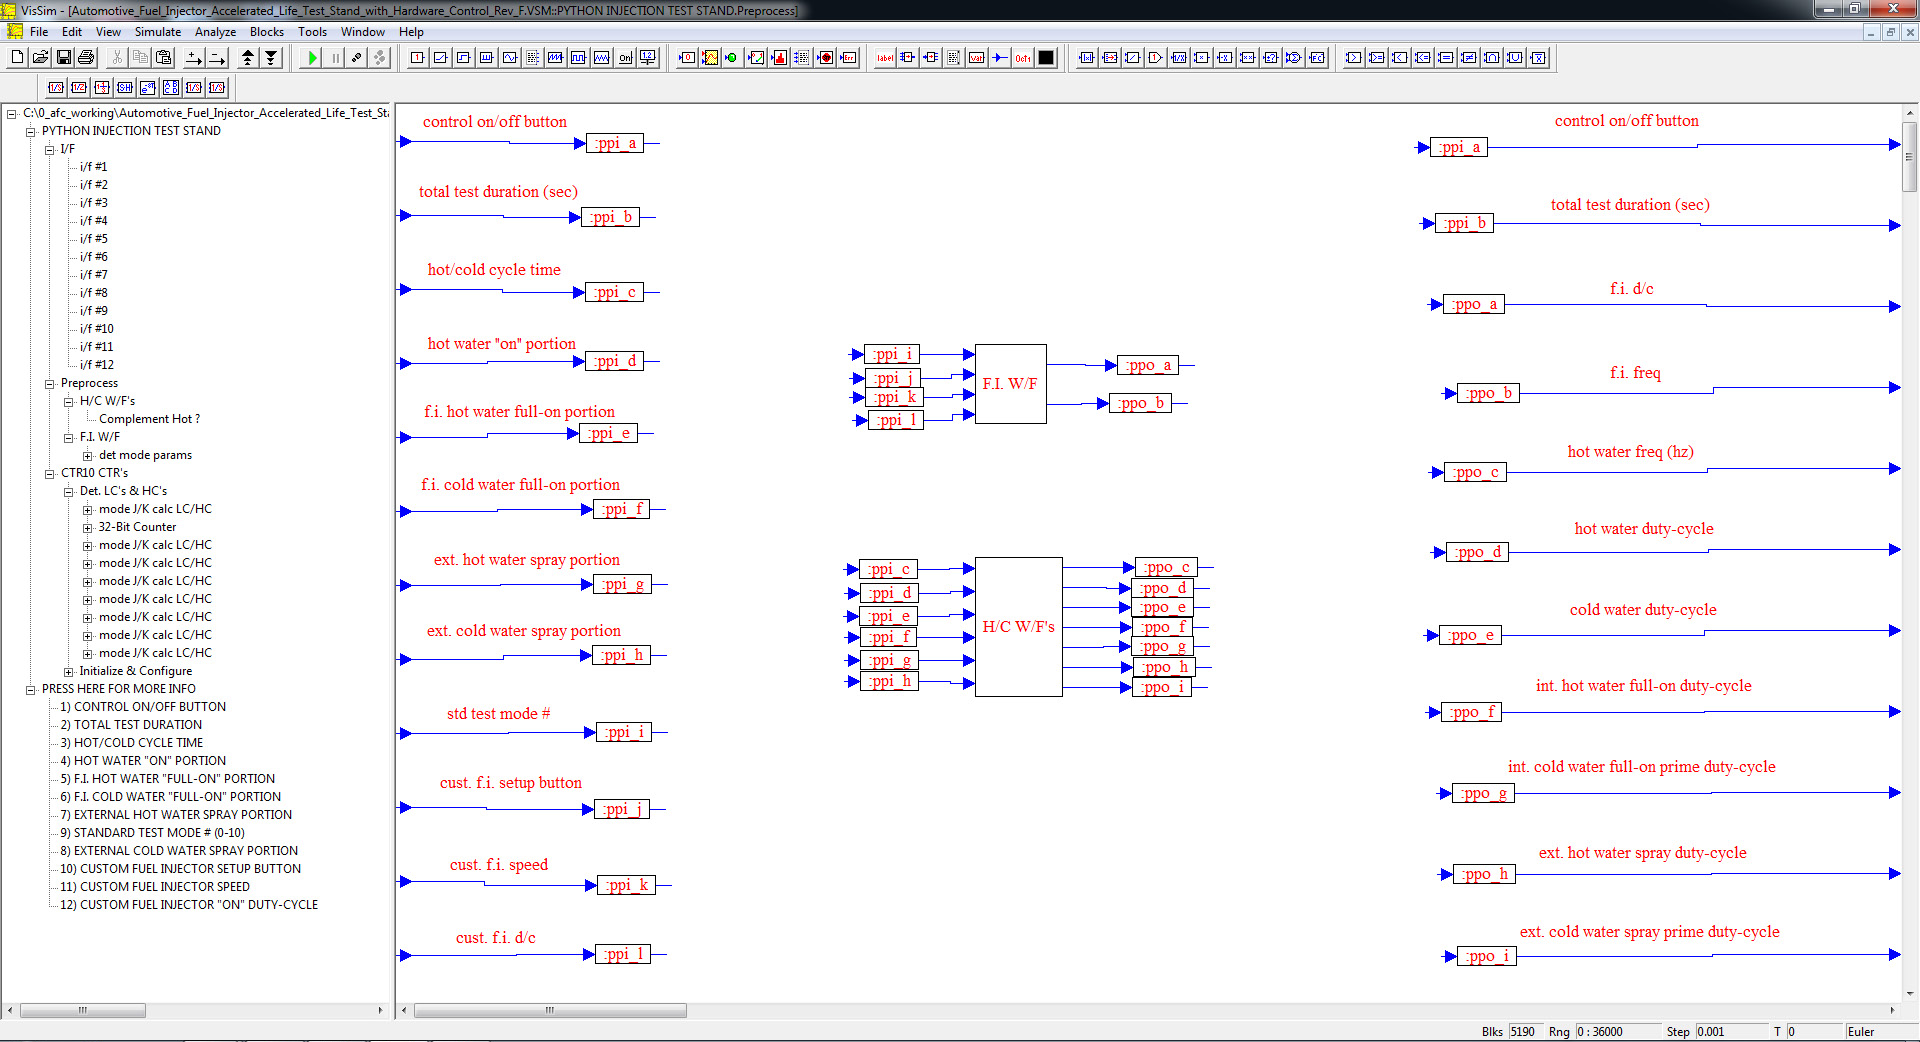 VisSim - [Automotive_Fuel_Injector_Accelerated_Life_Test_Stand_with_Hardware_Control_Rev_F.VSM::PYTHON INJECTION TEST STAND.Preprocess]
File Edit View Simulate Analyze Blocks Tools Window Help
C:\0_afc_working\Automotive_Fuel_Injector_Accelerated_Life_Test_Sta
PYTHON INJECTION TEST STAND
I/F
i/f #1
i/f #2
i/f #3
i/f #4
i/f #5
i/f #6
i/f #7
i/f #8
i/f #9
i/f #10
i/f #11
i/f #12
Preprocess
H/C W/F's
Complement Hot ?
F.I. W/F
det mode params
CTR10 CTR's
Det. LC's & HC's
mode J/K calc LC/HC
32-Bit Counter
mode J/K calc LC/HC
mode J/K calc LC/HC
mode J/K calc LC/HC
mode J/K calc LC/HC
mode J/K calc LC/HC
mode J/K calc LC/HC
mode J/K calc LC/HC
Initialize & Configure
PRESS HERE FOR MORE INFO
1) CONTROL ON/OFF BUTTON
2) TOTAL TEST DURATION
3) HOT/COLD CYCLE TIME
4) HOT WATER "ON" PORTION
5) F.I. HOT WATER "FULL-ON" PORTION
6) F.I. COLD WATER "FULL-ON" PORTION
7) EXTERNAL HOT WATER SPRAY PORTION
9) STANDARD TEST MODE # (0-10)
8) EXTERNAL COLD WATER SPRAY PORTION
10) CUSTOM FUEL INJECTOR SETUP BUTTON
11) CUSTOM FUEL INJECTOR SPEED
12) CUSTOM FUEL INJECTOR "ON" DUTY-CYCLE
control on/off button
:ppi_a
total test duration (sec)
:ppi_b
hot/cold cycle time
:ppi_c
hot water "on" portion
:ppi_d
f.i. hot water full-on portion
:ppi_e
f.i. cold water full-on portion
:ppi_f
ext. hot water spray portion
:ppi_g
ext. cold water spray portion
:ppi_h
std test mode #
:ppi_i
cust. f.i. setup button
:ppi_j
cust. f.i. speed
:ppi_k
cust. f.i. d/c
:ppi_l
:ppi_i
:ppi_j
:ppi_k
:ppi_l
F.I. W/F
:ppo_a
:ppo_b
:ppi_c
:ppi_d
:ppi_e
:ppi_f
:ppi_g
:ppi_h
H/C W/F's
:ppo_c
:ppo_d
:ppo_e
:ppo_f
:ppo_g
:ppo_h
:ppo_i
control on/off button
:ppi_a
total test duration (sec)
:ppi_b
f.i. d/c
:ppo_a
f.i. freq
:ppo_b
hot water freq (hz)
:ppo_c
hot water duty-cycle
:ppo_d
cold water duty-cycle
:ppo_e
int. hot water full-on duty-cycle
:ppo_f
int. cold water full-on prime duty-cycle
:ppo_g
ext. hot water spray duty-cycle
:ppo_h
ext. cold water spray prime duty-cycle
:ppo_i
Blks 5190 Rng 0 : 36000 Step 0.001 T 0 Euler